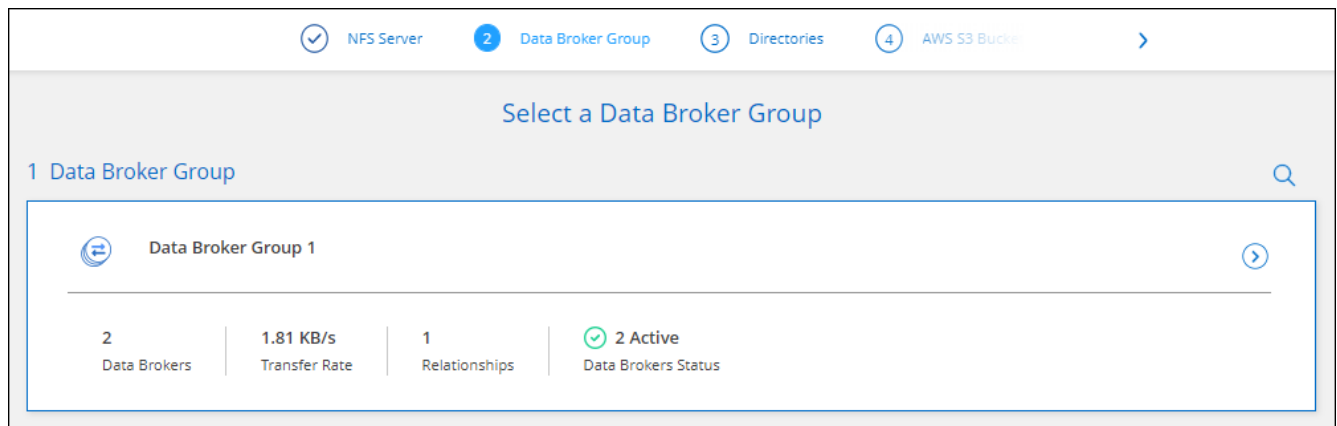 NFS Server 2 Data Broker Group 3 Directories 4 AWS S3
Select a Data Broker Group
1 Data Broker Group
Data Broker Group 1
2 1.81 KB/s 1 2 Active
Data Brokers Transfer Rate Relationships Data Brokers Status